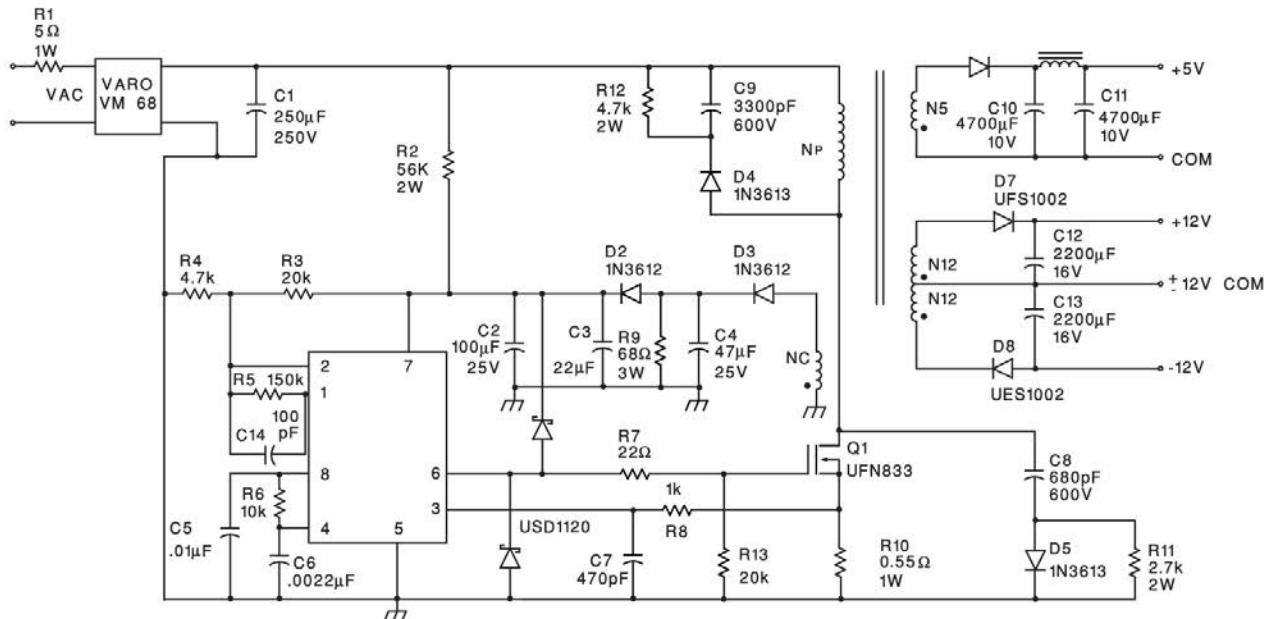 R1
5Ω
1W
VAC
VARO
VM 68
C1
250μF
250V
R2
56K
2W
R12
4.7k
2W
C9
3300pF
600V
D4
1N3613
NP
N5
C10
4700μF
10V
C11
4700μF
10V
+5V
COM
D7
UFS1002
N12
N12
C12
2200μF
16V
C13
2200μF
16V
D8
UES1002
+12V
± 12V COM
-12V
R4
4.7k
R3
20k
D2
1N3612
D3
1N3612
C2
100μF
25V
C3
22μF
R9
68Ω
3W
C4
47μF
25V
NC
2
7
R5 150k
1
100
pF
C14
8
R6
10k
4
5
6
3
C5
.01μF
C6
.0022μF
R7
22Ω
1k
R8
USD1120
C7
470pF
R13
20k
Q1
UFN833
R10
0.55Ω
1W
C8
680pF
600V
D5
1N3613
R11
2.7k
2W